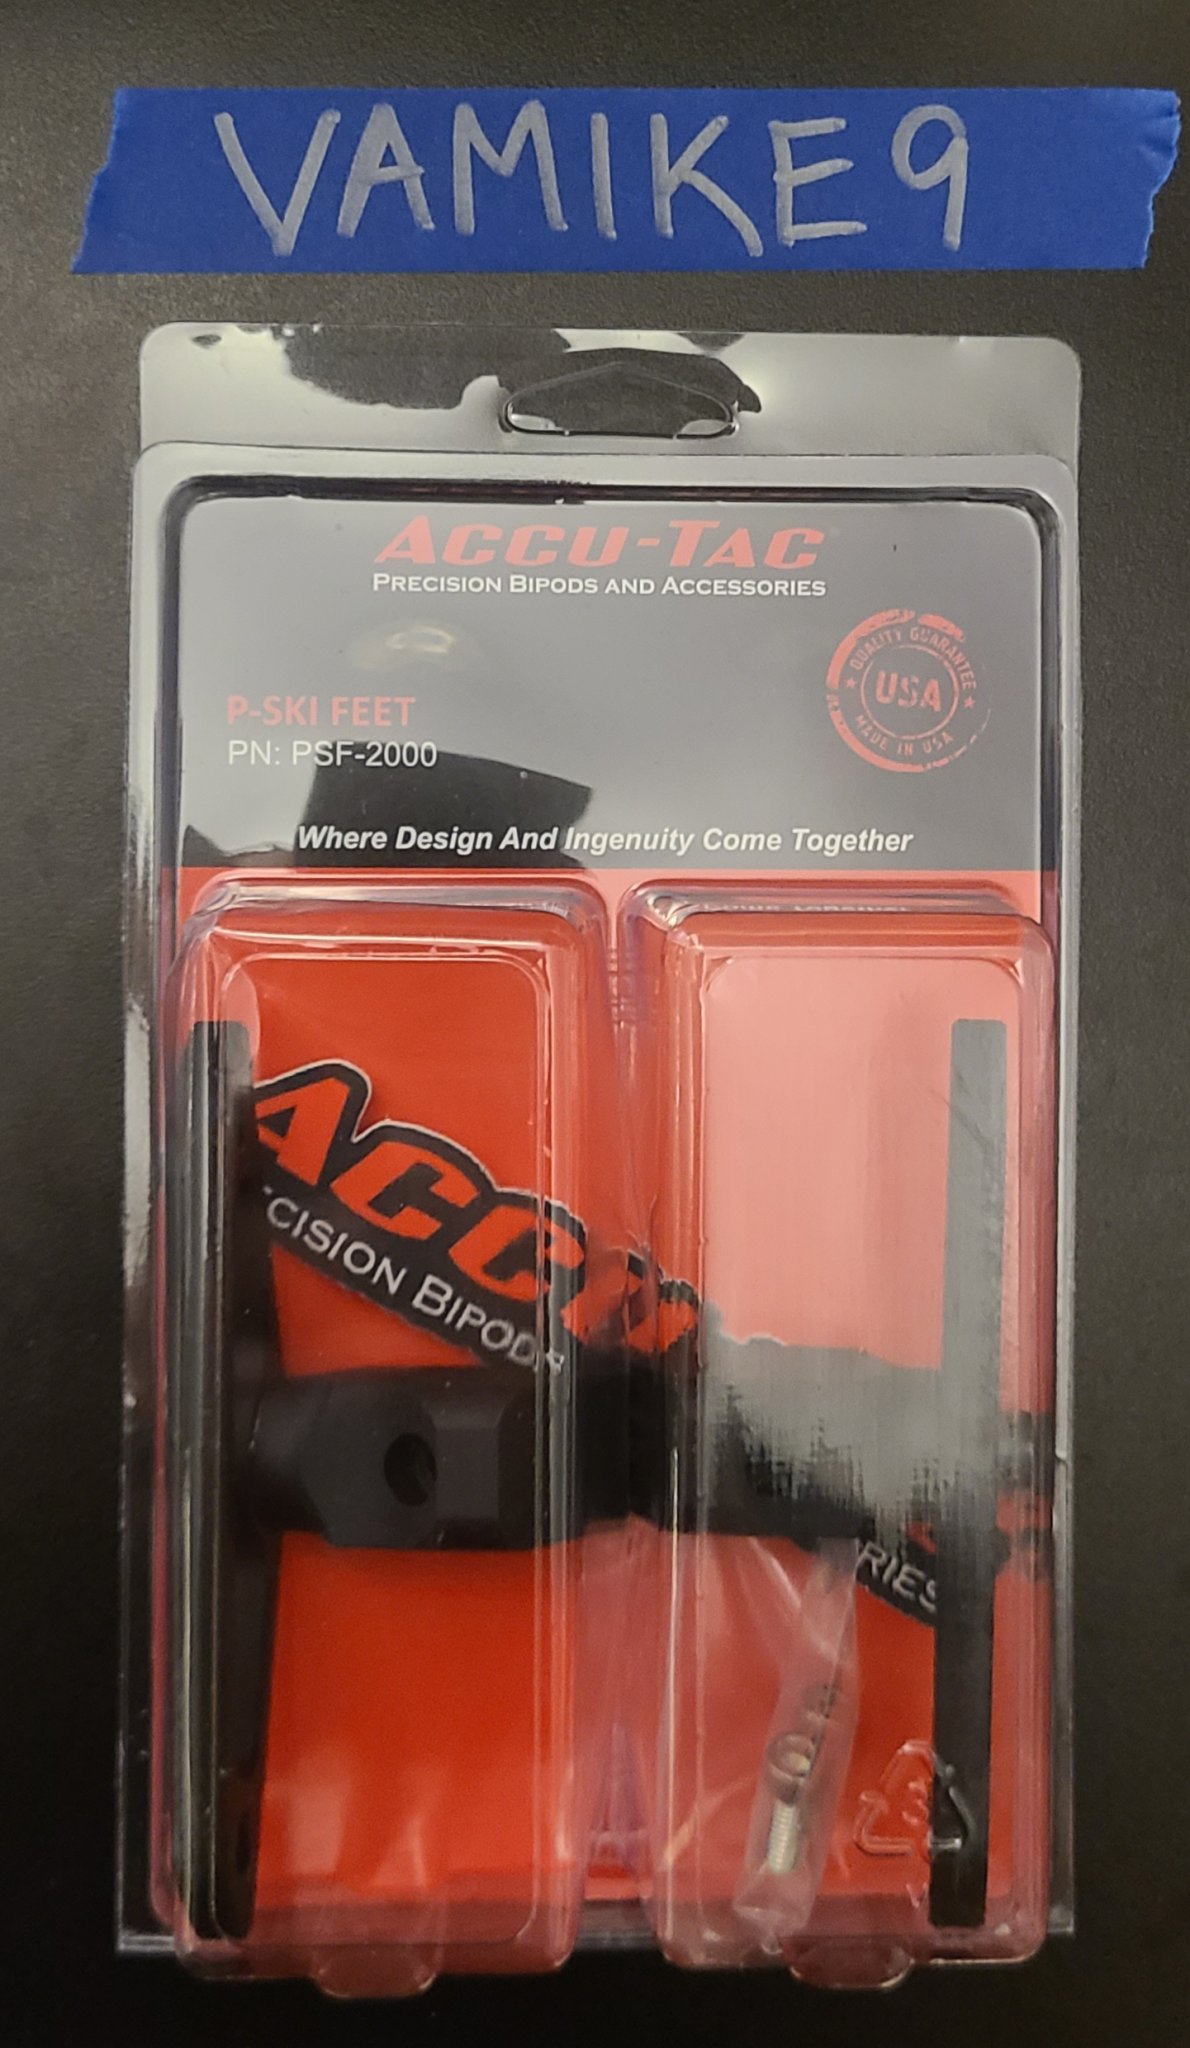 VAMIKE9
ACCU-TAC
PRECISION BIPODS AND ACCESSORIES
QUALITY GUARANTEE
USA
MADE IN USA
P-SKI FEET
PN: PSF-2000
Where Design And Ingenuity Come Together
ACCU
CISION BIPODS
RIES
3